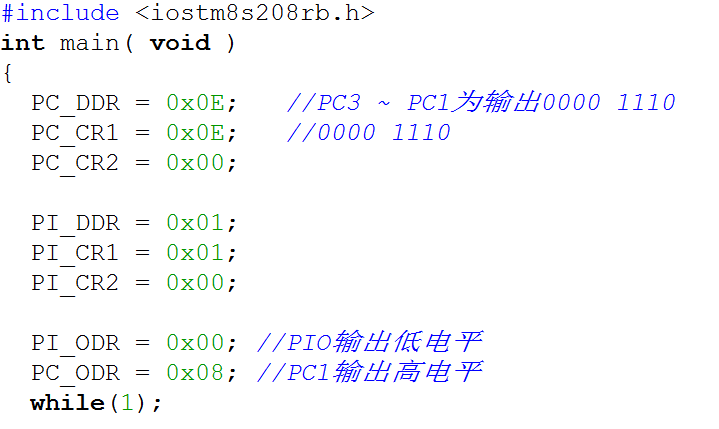 #include <iostm8s208rb.h>
int main( void )
{
PC_DDR = 0x0E; //PC3 ~ PC1为输出0000 1110
PC_CR1 = 0x0E; //0000 1110
PC_CR2 = 0x00;
PI_DDR = 0x01;
PI_CR1 = 0x01;
PI_CR2 = 0x00;
PI_ODR = 0x00; //PIO输出低电平
PC_ODR = 0x08; //PC1输出高电平
while(1);